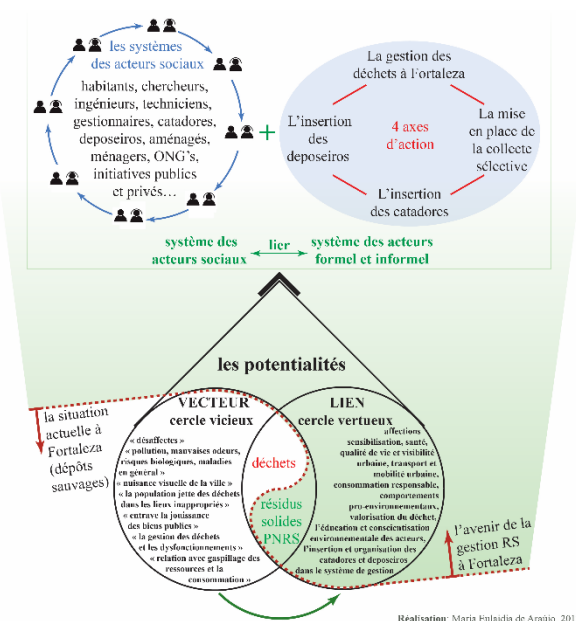 les systèmes
des acteurs sociaux
habitants, chercheurs,
ingénieurs, techniciens,
gestionnaires, catadores,
deposeiros, aménagés,
ménagers, ONG’s,
initiatives publics
et privés…
+
La gestion des
déchets à Fortaleza
L’insertion
des
deposeiros
4 axes
d’action
La mise
en place de
la collecte
sélective
L’insertion
des catadores
système des
acteurs sociaux
lier
système des acteurs
formel et informel
les potentialités
la situation
actuelle à
Fortaleza
(dépôts
sauvages)
VECTEUR
cercle vicieux
« désaffectes »
« pollution, mauvaises odeurs,
risques biologiques, maladies
en général »
« nuisance visuelle de la ville »
« la population jette des déchets
dans les lieux inappropriés »
« entrave la jouissance
des biens publics »
« la gestion des déchets
et les dysfonctionnements »
« relation avec gaspillage des
ressources et la
consommation »
déchets
résidus
solides
PNRS
LIEN
cercle vertueux
affections
sensibilisation, santé,
qualité de vie et visibilité
urbaine, transport et
mobilité urbaine,
consommation responsable,
comportements
pro-environnementaux,
valorisation du déchet,
l’éducation et conscientisation
environnementale des acteurs,
l’insertion et organisation des
catadores et deposeiros
dans le système de gestion
l’avenir de la
gestion RS
à Fortaleza
Réalisation: Maria Eulaidia de Araújo, 201